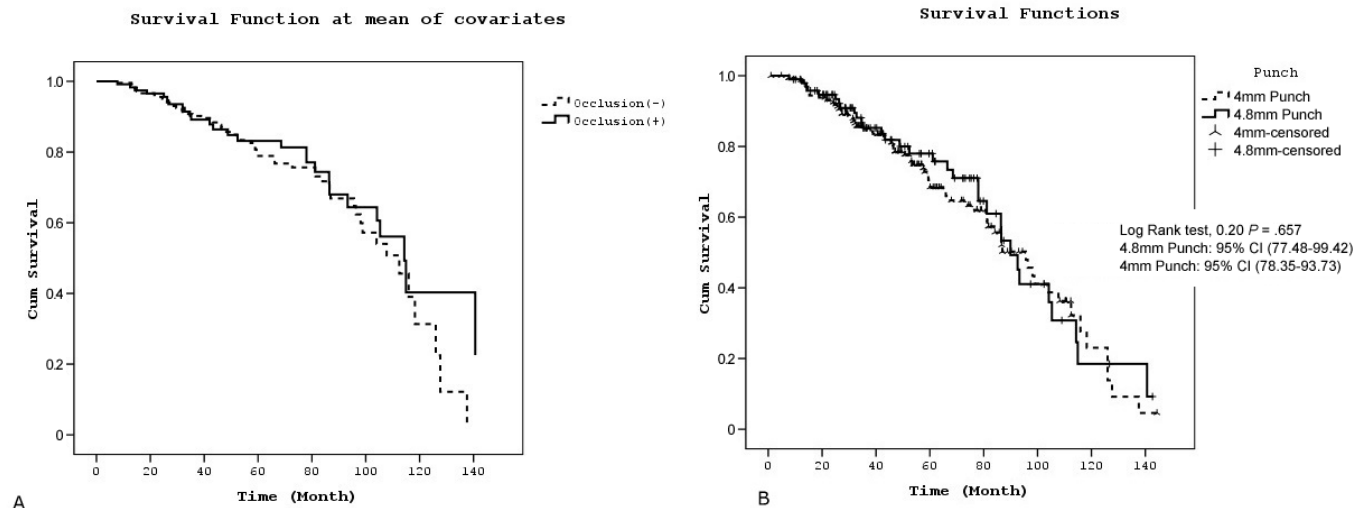 Survival Function at mean of covariates
Cum Survival
1.0
0.8
0.6
0.4
0.2
0
0 20 40 60 80 100 120 140
Time (Month)
Occlusion(-)
Occlusion(+)
A
Survival Functions
Cum Survival
1.0
0.8
0.6
0.4
0.2
0
0 20 40 60 80 100 120 140
Time (Month)
Punch
4mm Punch
4.8mm Punch
4mm-censored
4.8mm-censored
Log Rank test, 0.20 P = .657
4.8mm Punch: 95% CI (77.48-99.42)
4mm Punch: 95% CI (78.35-93.73)
B